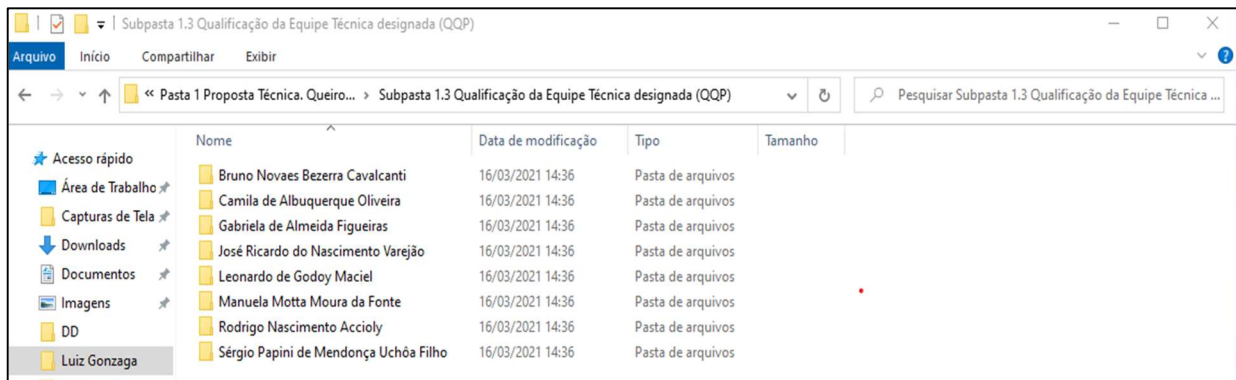 Subpasta 1.3 Qualificação da Equipe Técnica designada (QQP)
Arquivo Início Compartilhar Exibir
« Pasta 1 Proposta Técnica. Queiro... › Subpasta 1.3 Qualificação da Equipe Técnica designada (QQP) Pesquisar Subpasta 1.3 Qualificação da Equipe Técnica ...
Nome Data de modificação Tipo Tamanho
Acesso rápido
Bruno Novaes Bezerra Cavalcanti 16/03/2021 14:36 Pasta de arquivos
Área de Trabalho
Camila de Albuquerque Oliveira 16/03/2021 14:36 Pasta de arquivos
Capturas de Tela
Gabriela de Almeida Figueiras 16/03/2021 14:36 Pasta de arquivos
Downloads
José Ricardo do Nascimento Varejão 16/03/2021 14:36 Pasta de arquivos
Documentos
Leonardo de Godoy Maciel 16/03/2021 14:36 Pasta de arquivos
Imagens
Manuela Motta Moura da Fonte 16/03/2021 14:36 Pasta de arquivos
DD
Rodrigo Nascimento Accioly 16/03/2021 14:36 Pasta de arquivos
Luiz Gonzaga
Sérgio Papini de Mendonça Uchôa Filho 16/03/2021 14:36 Pasta de arquivos